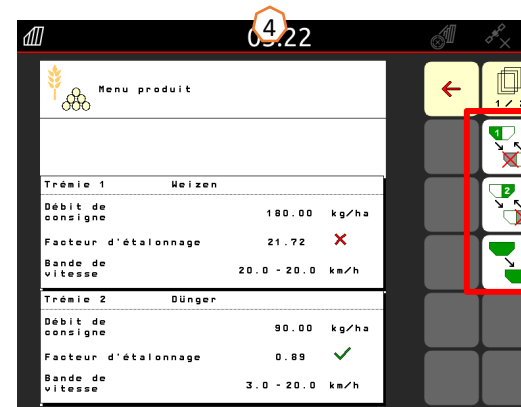 4
05:22
Menu produit
1 / 
1
2
Trémie 1 Weizen
Débit de
consigne
180.00 kg/ha
Facteur d'étalonnage 21.72
Bande de
vitesse
20.0 - 20.0 km/h
Trémie 2 Dünger
Débit de
consigne
90.00 kg/ha
Facteur d'étalonnage 0.89
Bande de
vitesse
3.0 - 20.0 km/h